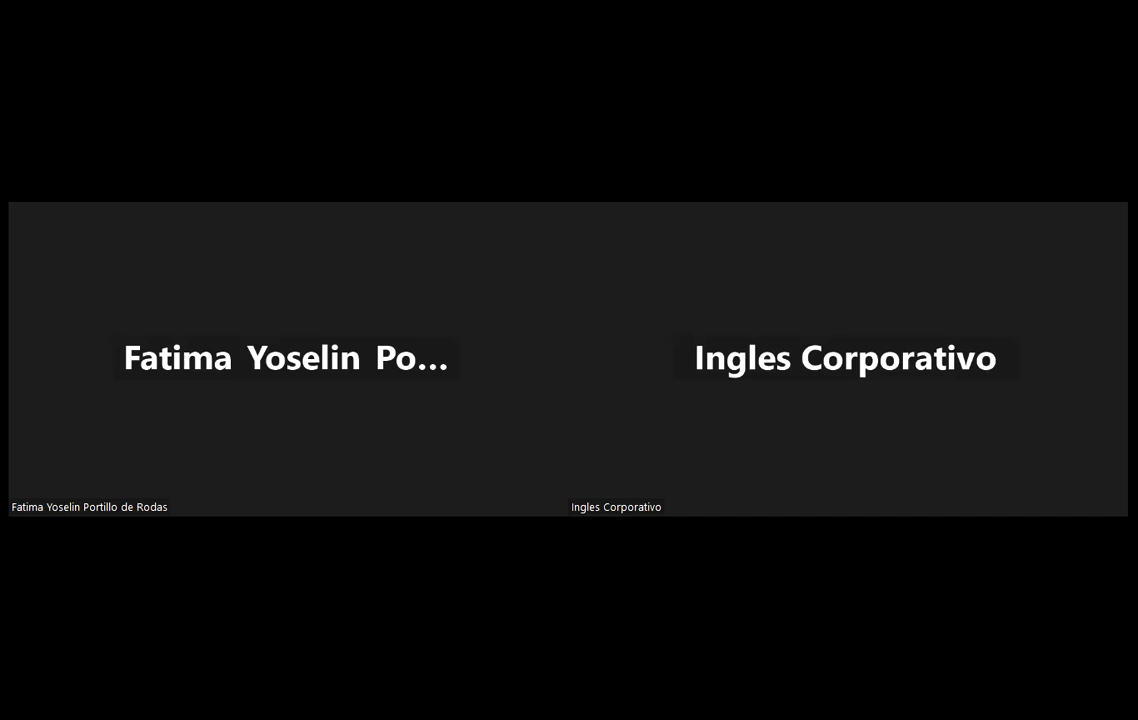 Fatima Yoselin Po...
Ingles Corporativo
Fatima Yoselin Portillo de Rodas
Ingles Corporativo